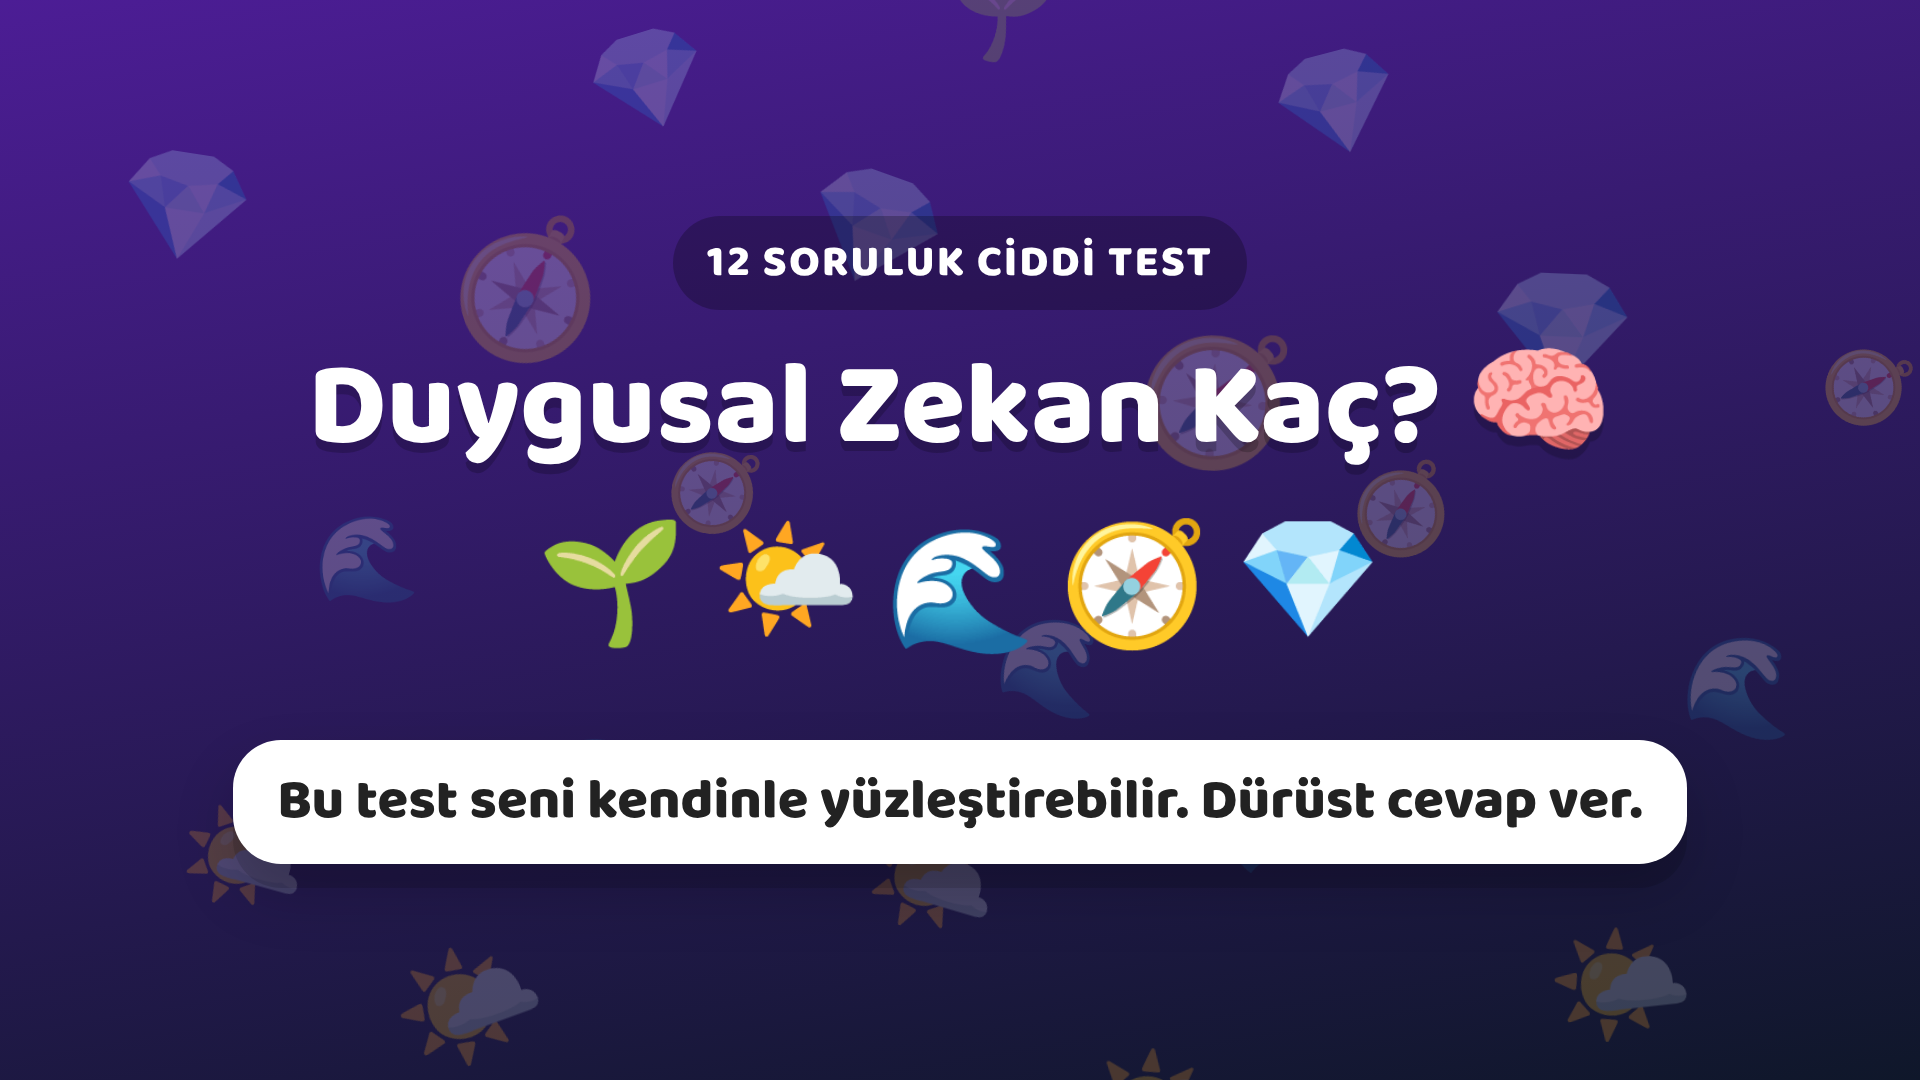 12 SORULUK CİDDİ TEST
Duygusal Zekan Kaç?
Bu test seni kendinle yüzleştirebilir. Dürüst cevap ver.